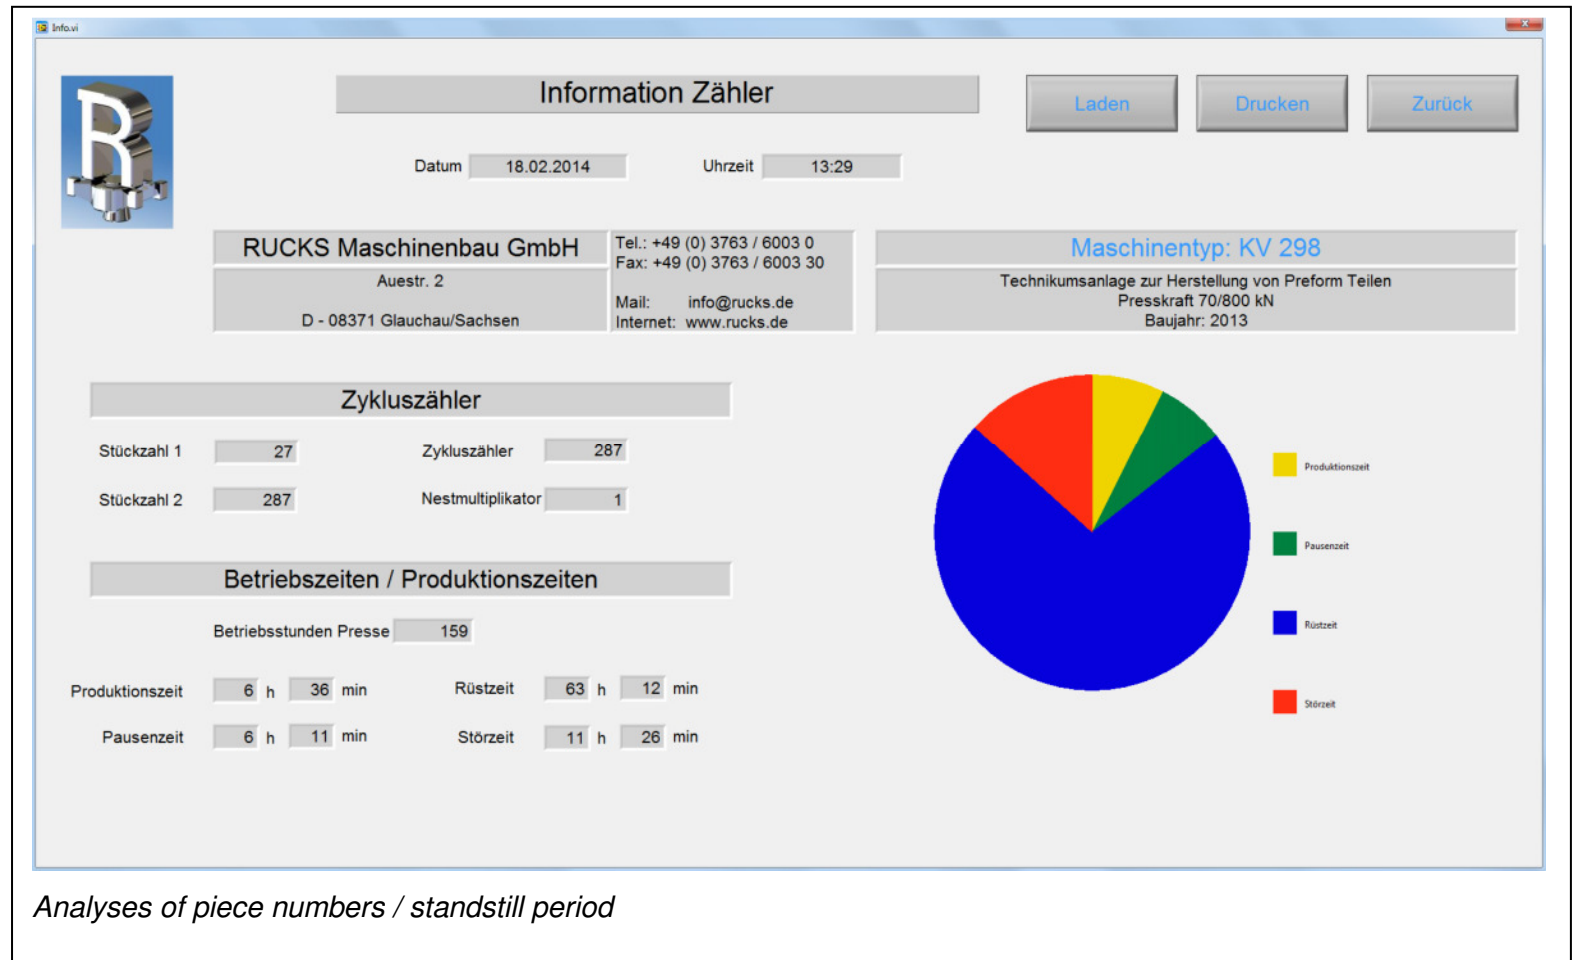 Info.vi
Information Zähler
Laden
Drucken
Zurück
Datum 18.02.2014 Uhrzeit 13:29
RUCKS Maschinenbau GmbH
Auestr. 2
D - 08371 Glauchau/Sachsen
Tel.: +49 (0) 3763 / 6003 0
Fax: +49 (0) 3763 / 6003 30
Mail: info@rucks.de
Internet: www.rucks.de
Maschinentyp: KV 298
Technikumsanlage zur Herstellung von Preform Teilen
Presskraft 70/800 kN
Baujahr: 2013
Zykluszähler
Stückzahl 1 27 Zykluszähler 287
Stückzahl 2 287 Nestmultiplikator 1
Betriebszeiten / Produktionszeiten
Betriebsstunden Presse 159
Produktionszeit 6 h 36 min Rüstzeit 63 h 12 min
Pausenzeit 6 h 11 min Störzeit 11 h 26 min
Produktionszeit
Pausenzeit
Rüstzeit
Störzeit
Analyses of piece numbers / standstill period